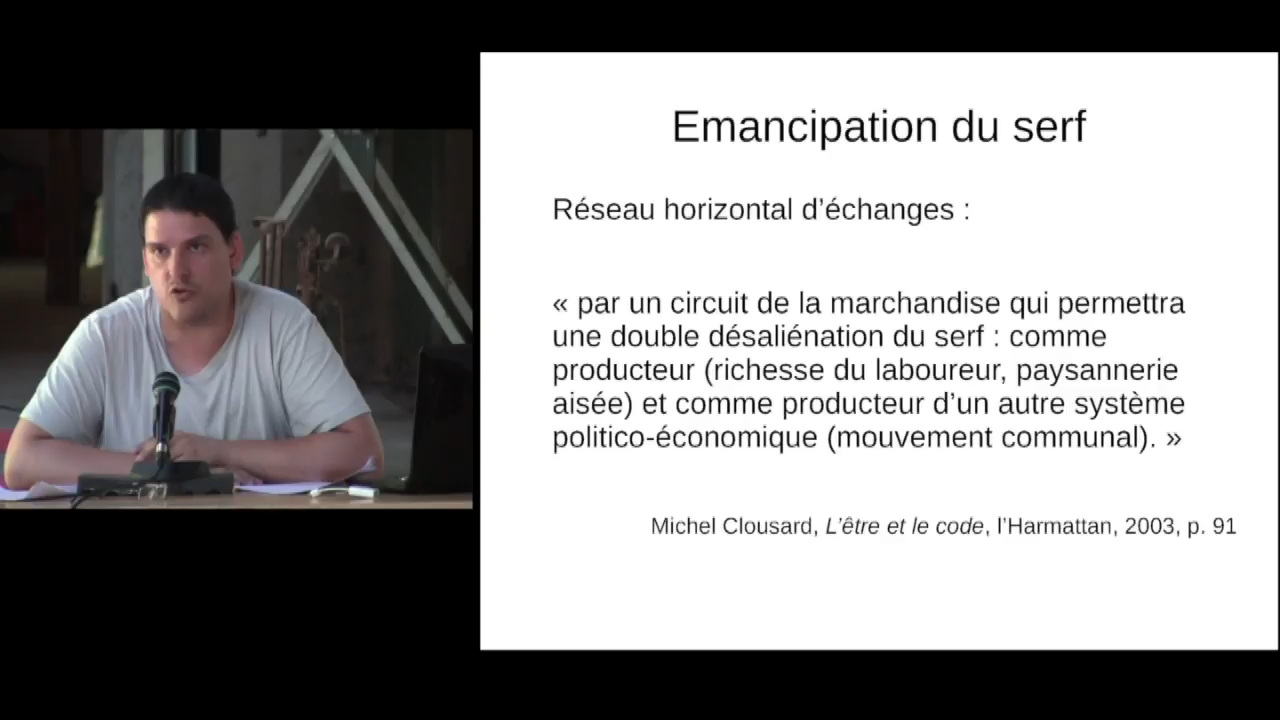 Emancipation du serf
Réseau horizontal d’échanges :
« par un circuit de la marchandise qui permettra
une double désaliénation du serf : comme
producteur (richesse du laboureur, paysannerie
aisée) et comme producteur d’un autre système
politico-économique (mouvement communal). »
Michel Clousard, L’être et le code, l’Harmattan, 2003, p. 91